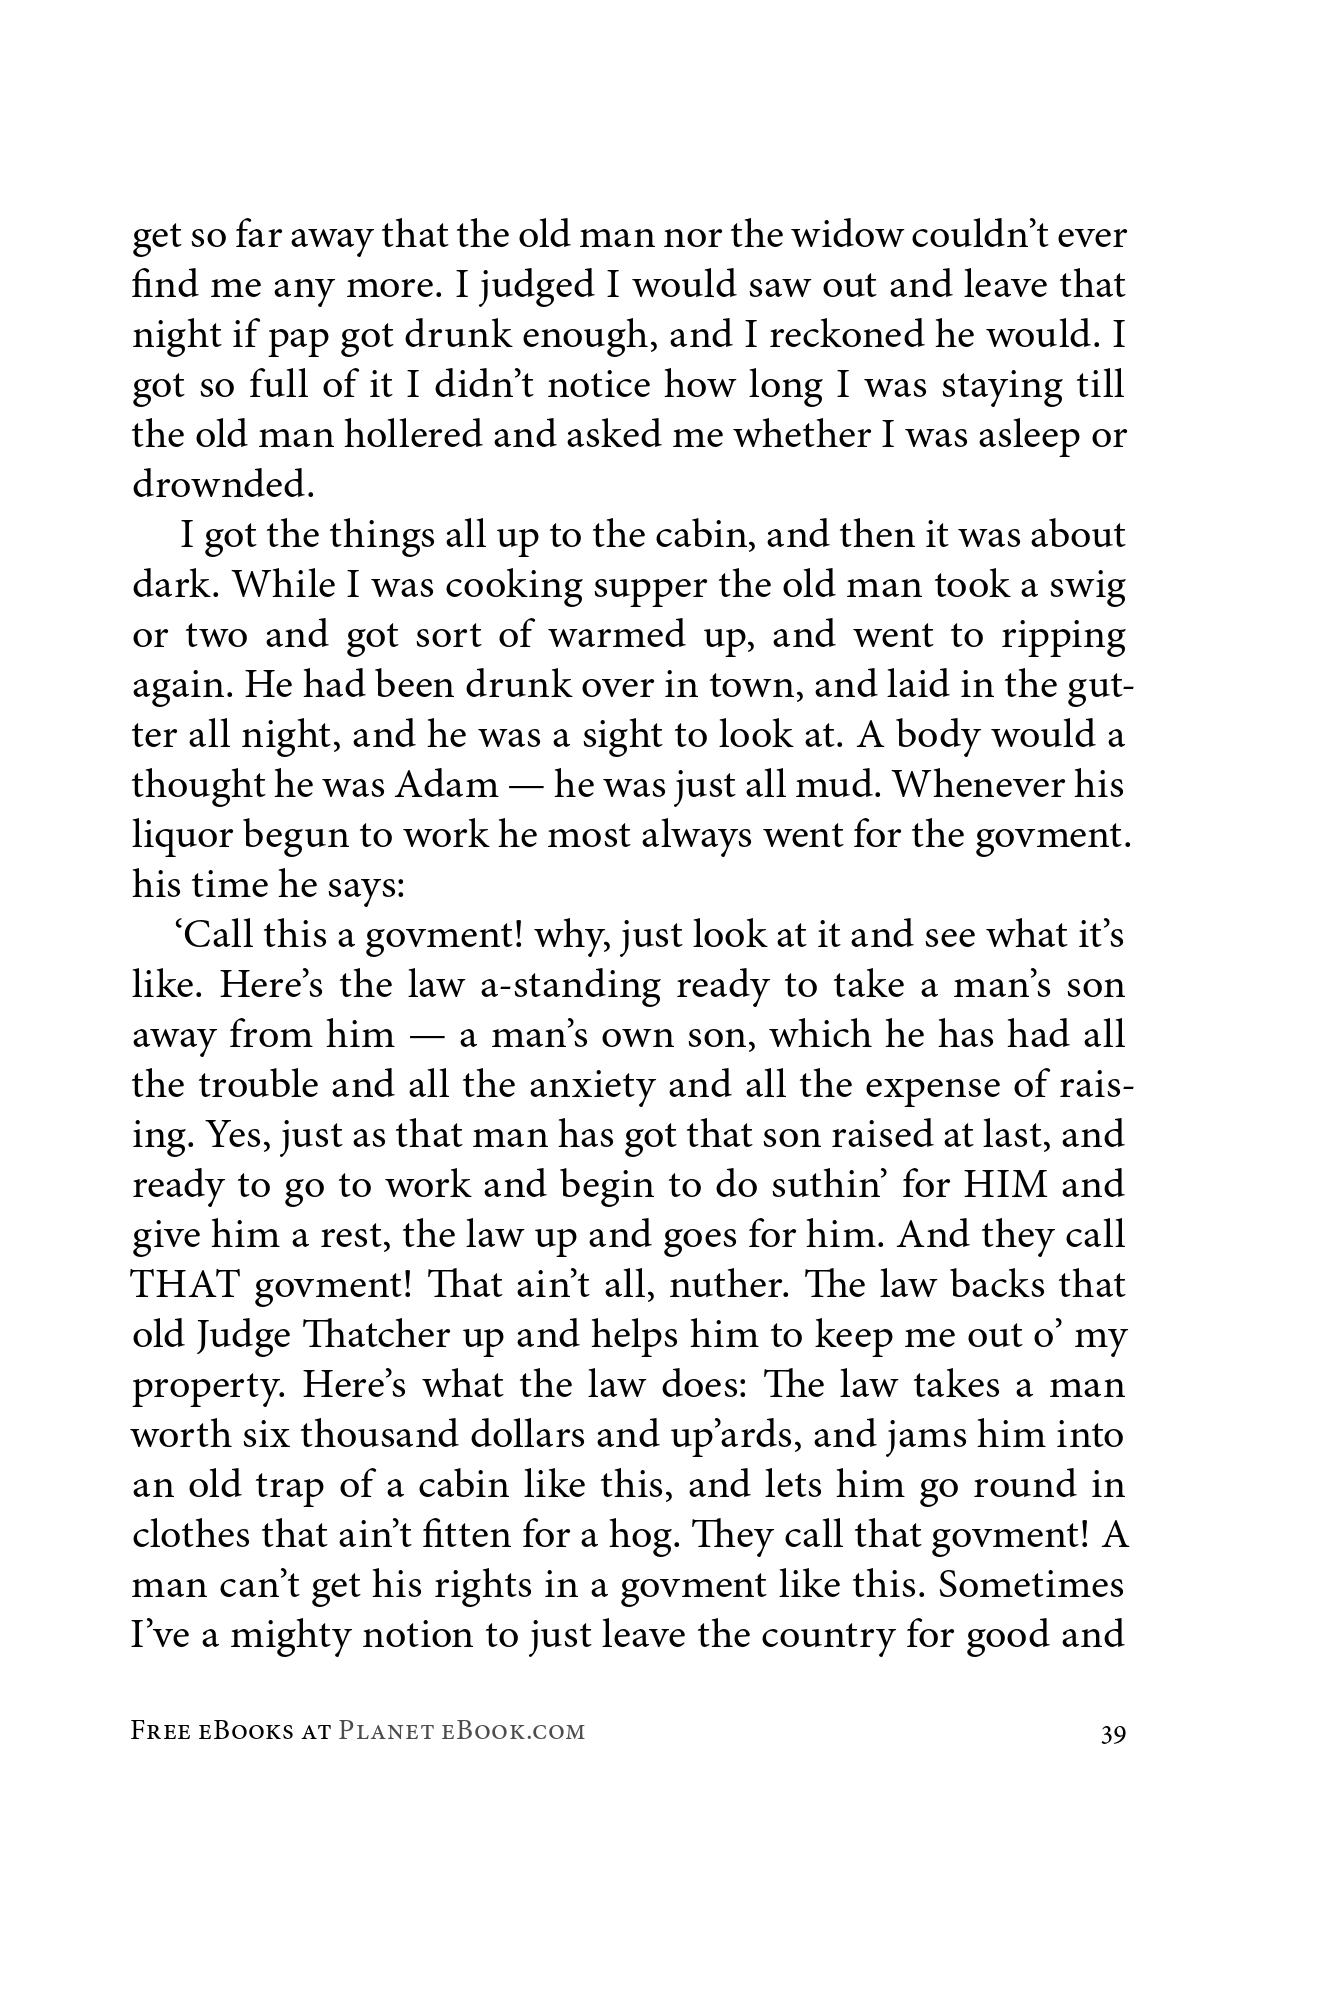 get so far away that the old man nor the widow couldn’t ever
find me any more. I judged I would saw out and leave that
night if pap got drunk enough, and I reckoned he would. I
got so full of it I didn’t notice how long I was staying till
the old man hollered and asked me whether I was asleep or
drownded.
I got the things all up to the cabin, and then it was about
dark. While I was cooking supper the old man took a swig
or two and got sort of warmed up, and went to ripping
again. He had been drunk over in town, and laid in the gut-
ter all night, and he was a sight to look at. A body would a
thought he was Adam — he was just all mud. Whenever his
liquor begun to work he most always went for the govment.
his time he says:
‘Call this a govment! why, just look at it and see what it’s
like. Here’s the law a-standing ready to take a man’s son
away from him — a man’s own son, which he has had all
the trouble and all the anxiety and all the expense of rais-
ing. Yes, just as that man has got that son raised at last, and
ready to go to work and begin to do suthin’ for HIM and
give him a rest, the law up and goes for him. And they call
THAT govment! That ain’t all, nuther. The law backs that
old Judge Thatcher up and helps him to keep me out o’ my
property. Here’s what the law does: The law takes a man
worth six thousand dollars and up’ards, and jams him into
an old trap of a cabin like this, and lets him go round in
clothes that ain’t fitten for a hog. They call that govment! A
man can’t get his rights in a govment like this. Sometimes
I’ve a mighty notion to just leave the country for good and
Free eBooks at Planet eBook.com 39